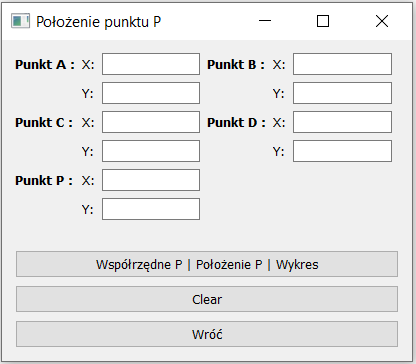 Położenie punktu P
Punkt A : X: Punkt B : X:
Y: Y:
Punkt C : X: Punkt D : X:
Y: Y:
Punkt P : X:
Y:
Współrzędne P | Położenie P | Wykres
Clear
Wróć